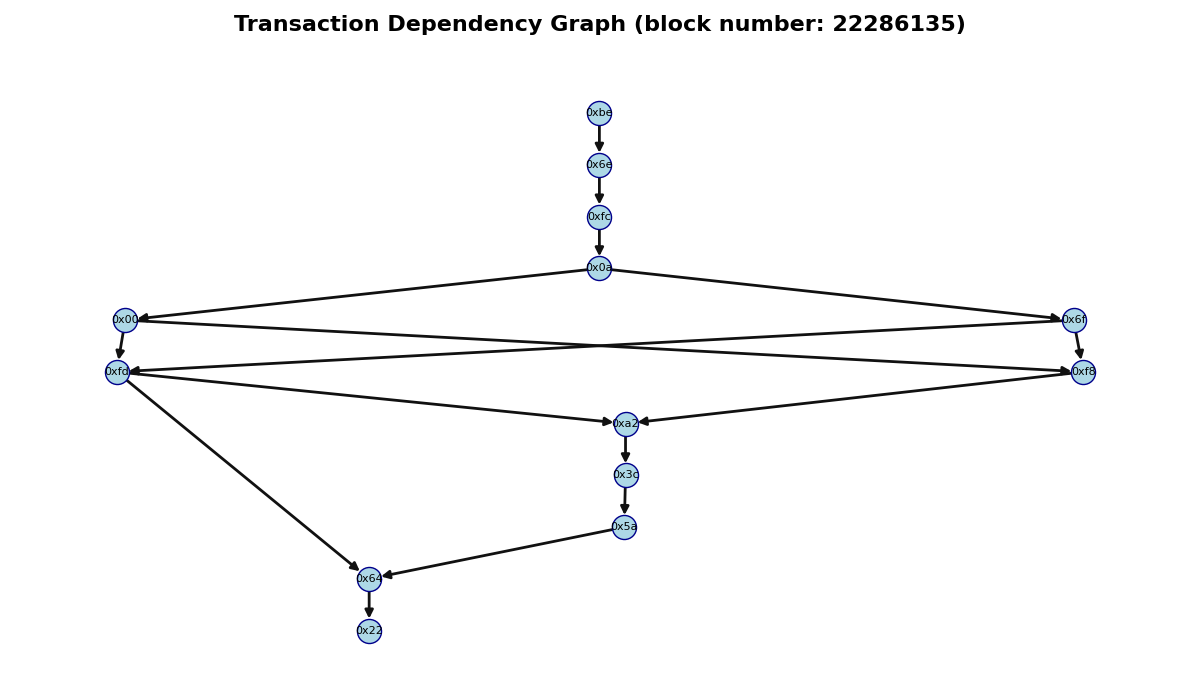 Transaction Dependency Graph (block number: 22286135)
0xbe
0x6e
0xfc
0x0a
0x00 0x6f
0xfd 0xf8
0xa2
0x3c
0x5a
0x64
0x22